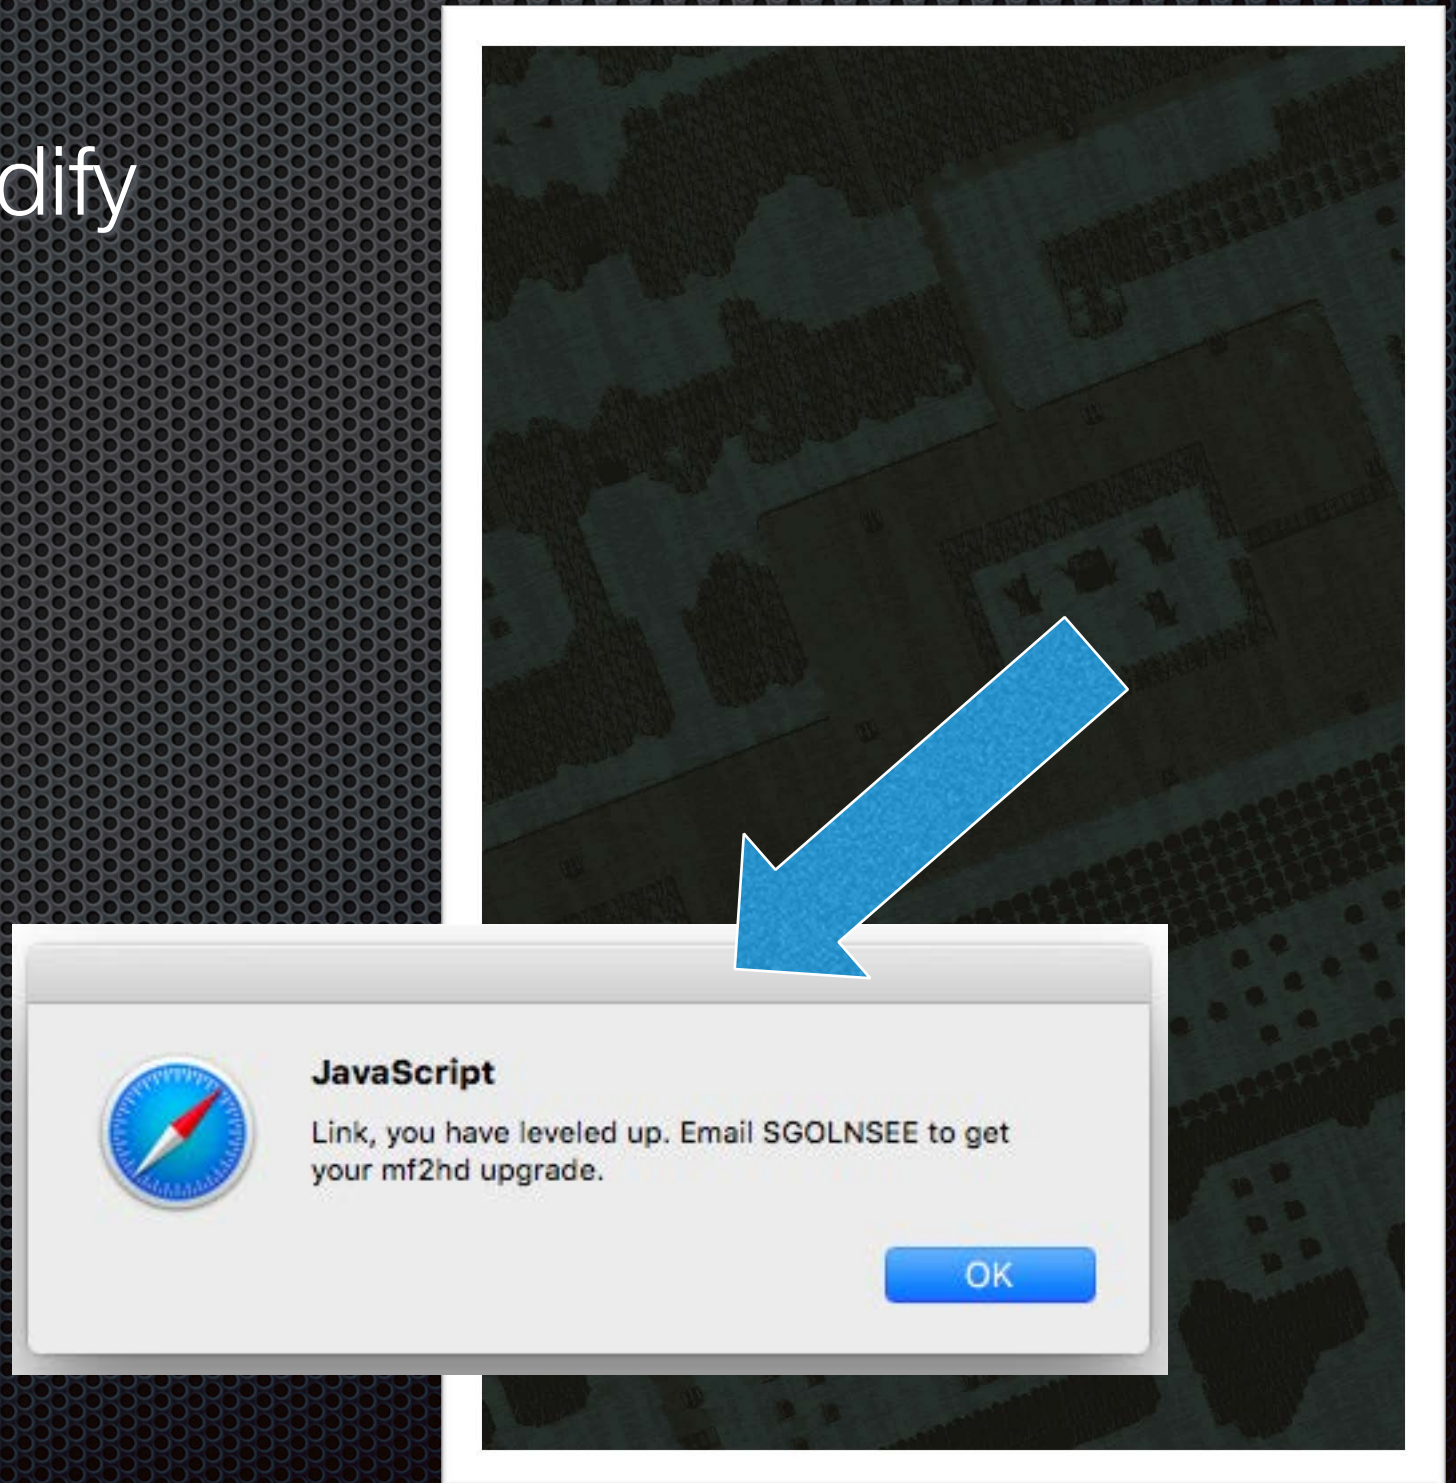 dify
JavaScript
Link, you have leveled up. Email SGOLNSEE to get
your mf2hd upgrade.
OK